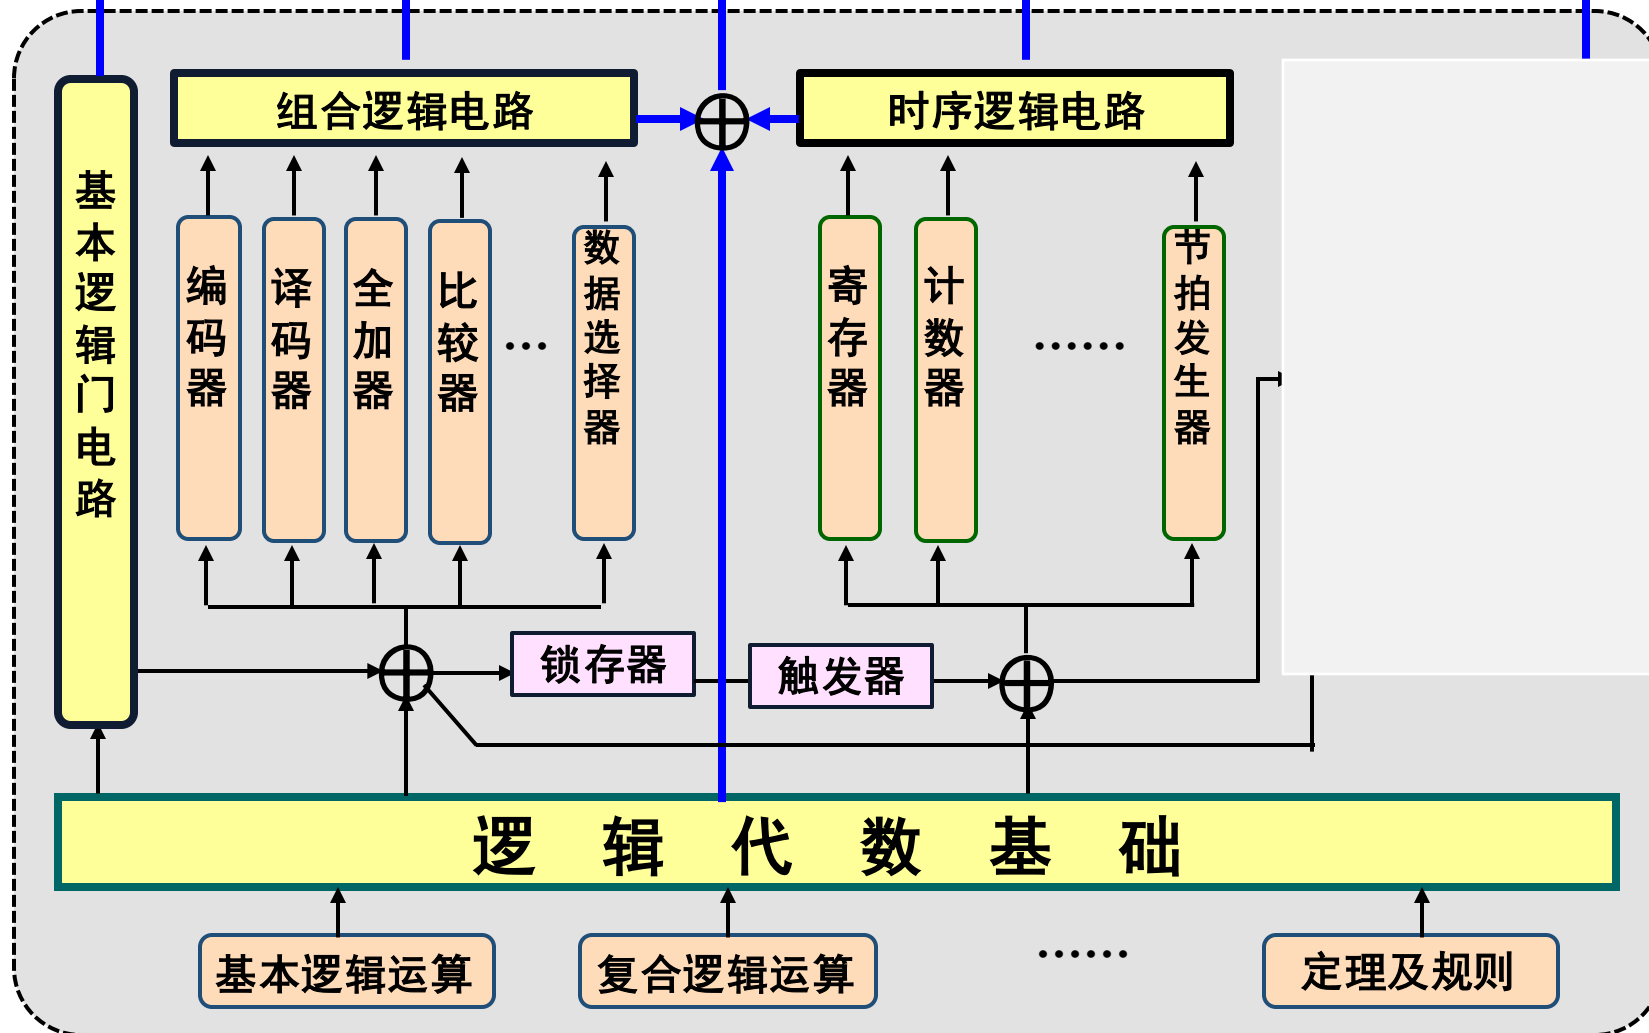 组合逻辑电路
时序逻辑电路
基本逻辑门电路
编码器
译码器
全加器
比较器
…
数据选择器
寄存器
计数器
……
节拍发生器
锁存器
触发器
逻辑代数基础
基本逻辑运算
复合逻辑运算
……
定理及规则